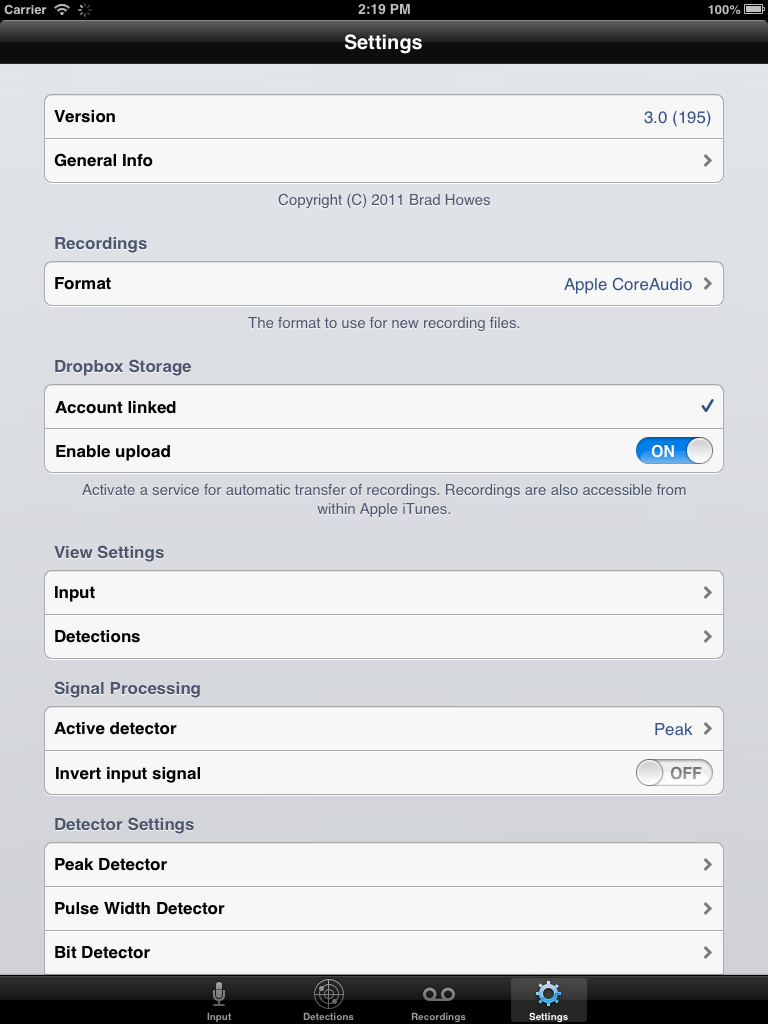 Carrier 2:19 PM 100%
Settings
Version 3.0 (195)
General Info
Copyright (C) 2011 Brad Howes
Recordings
Format Apple CoreAudio
The format to use for new recording files.
Dropbox Storage
Account linked
Enable upload ON
Activate a service for automatic transfer of recordings. Recordings are also accessible from
within Apple iTunes.
View Settings
Input
Detections
Signal Processing
Active detector Peak
Invert input signal OFF
Detector Settings
Peak Detector
Pulse Width Detector
Bit Detector
Input Detections Recordings Settings